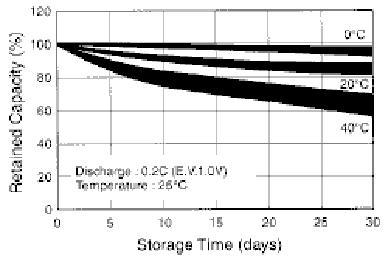 120
100
80
60
40
20
0
Retained Capacity (%)
0°C
20°C
40°C
Discharge : 0.2C (E.V.1.0V)
Temperature : 25°C
0 5 10 15 20 25 30
Storage Time (days)